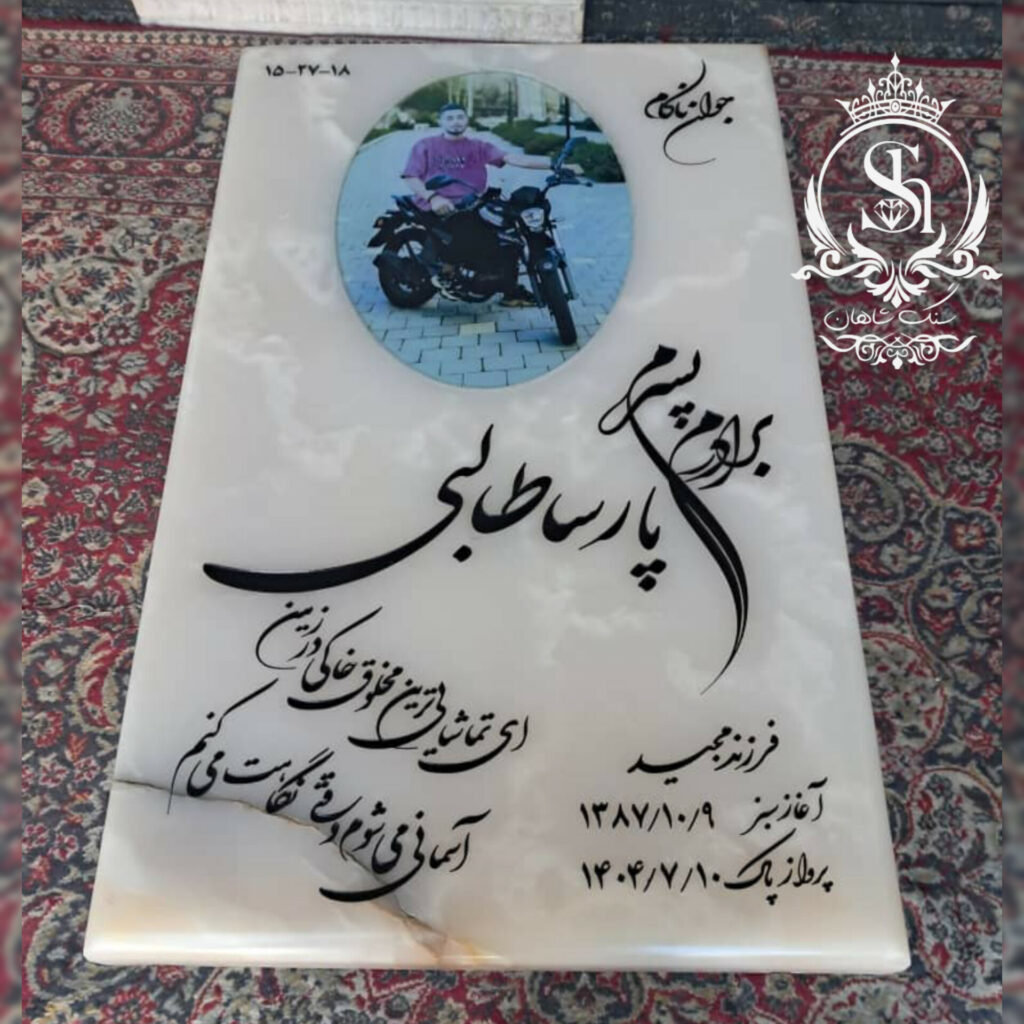 ۱۵-۲۷-۱۸
جوان ناکام
پسرم
برادرم
پارسا طالبی
ای تماشایی ترین مخلوق خاکی در زمین
آسمانی می شوم وقتی نگاهت می کنم
فرزند مجید
آغاز سبز ۱۳۸۷/۱۰/۹
پرواز پاک ۱۴۰۴/۷/۱۰
Sh
سنگ شاهان